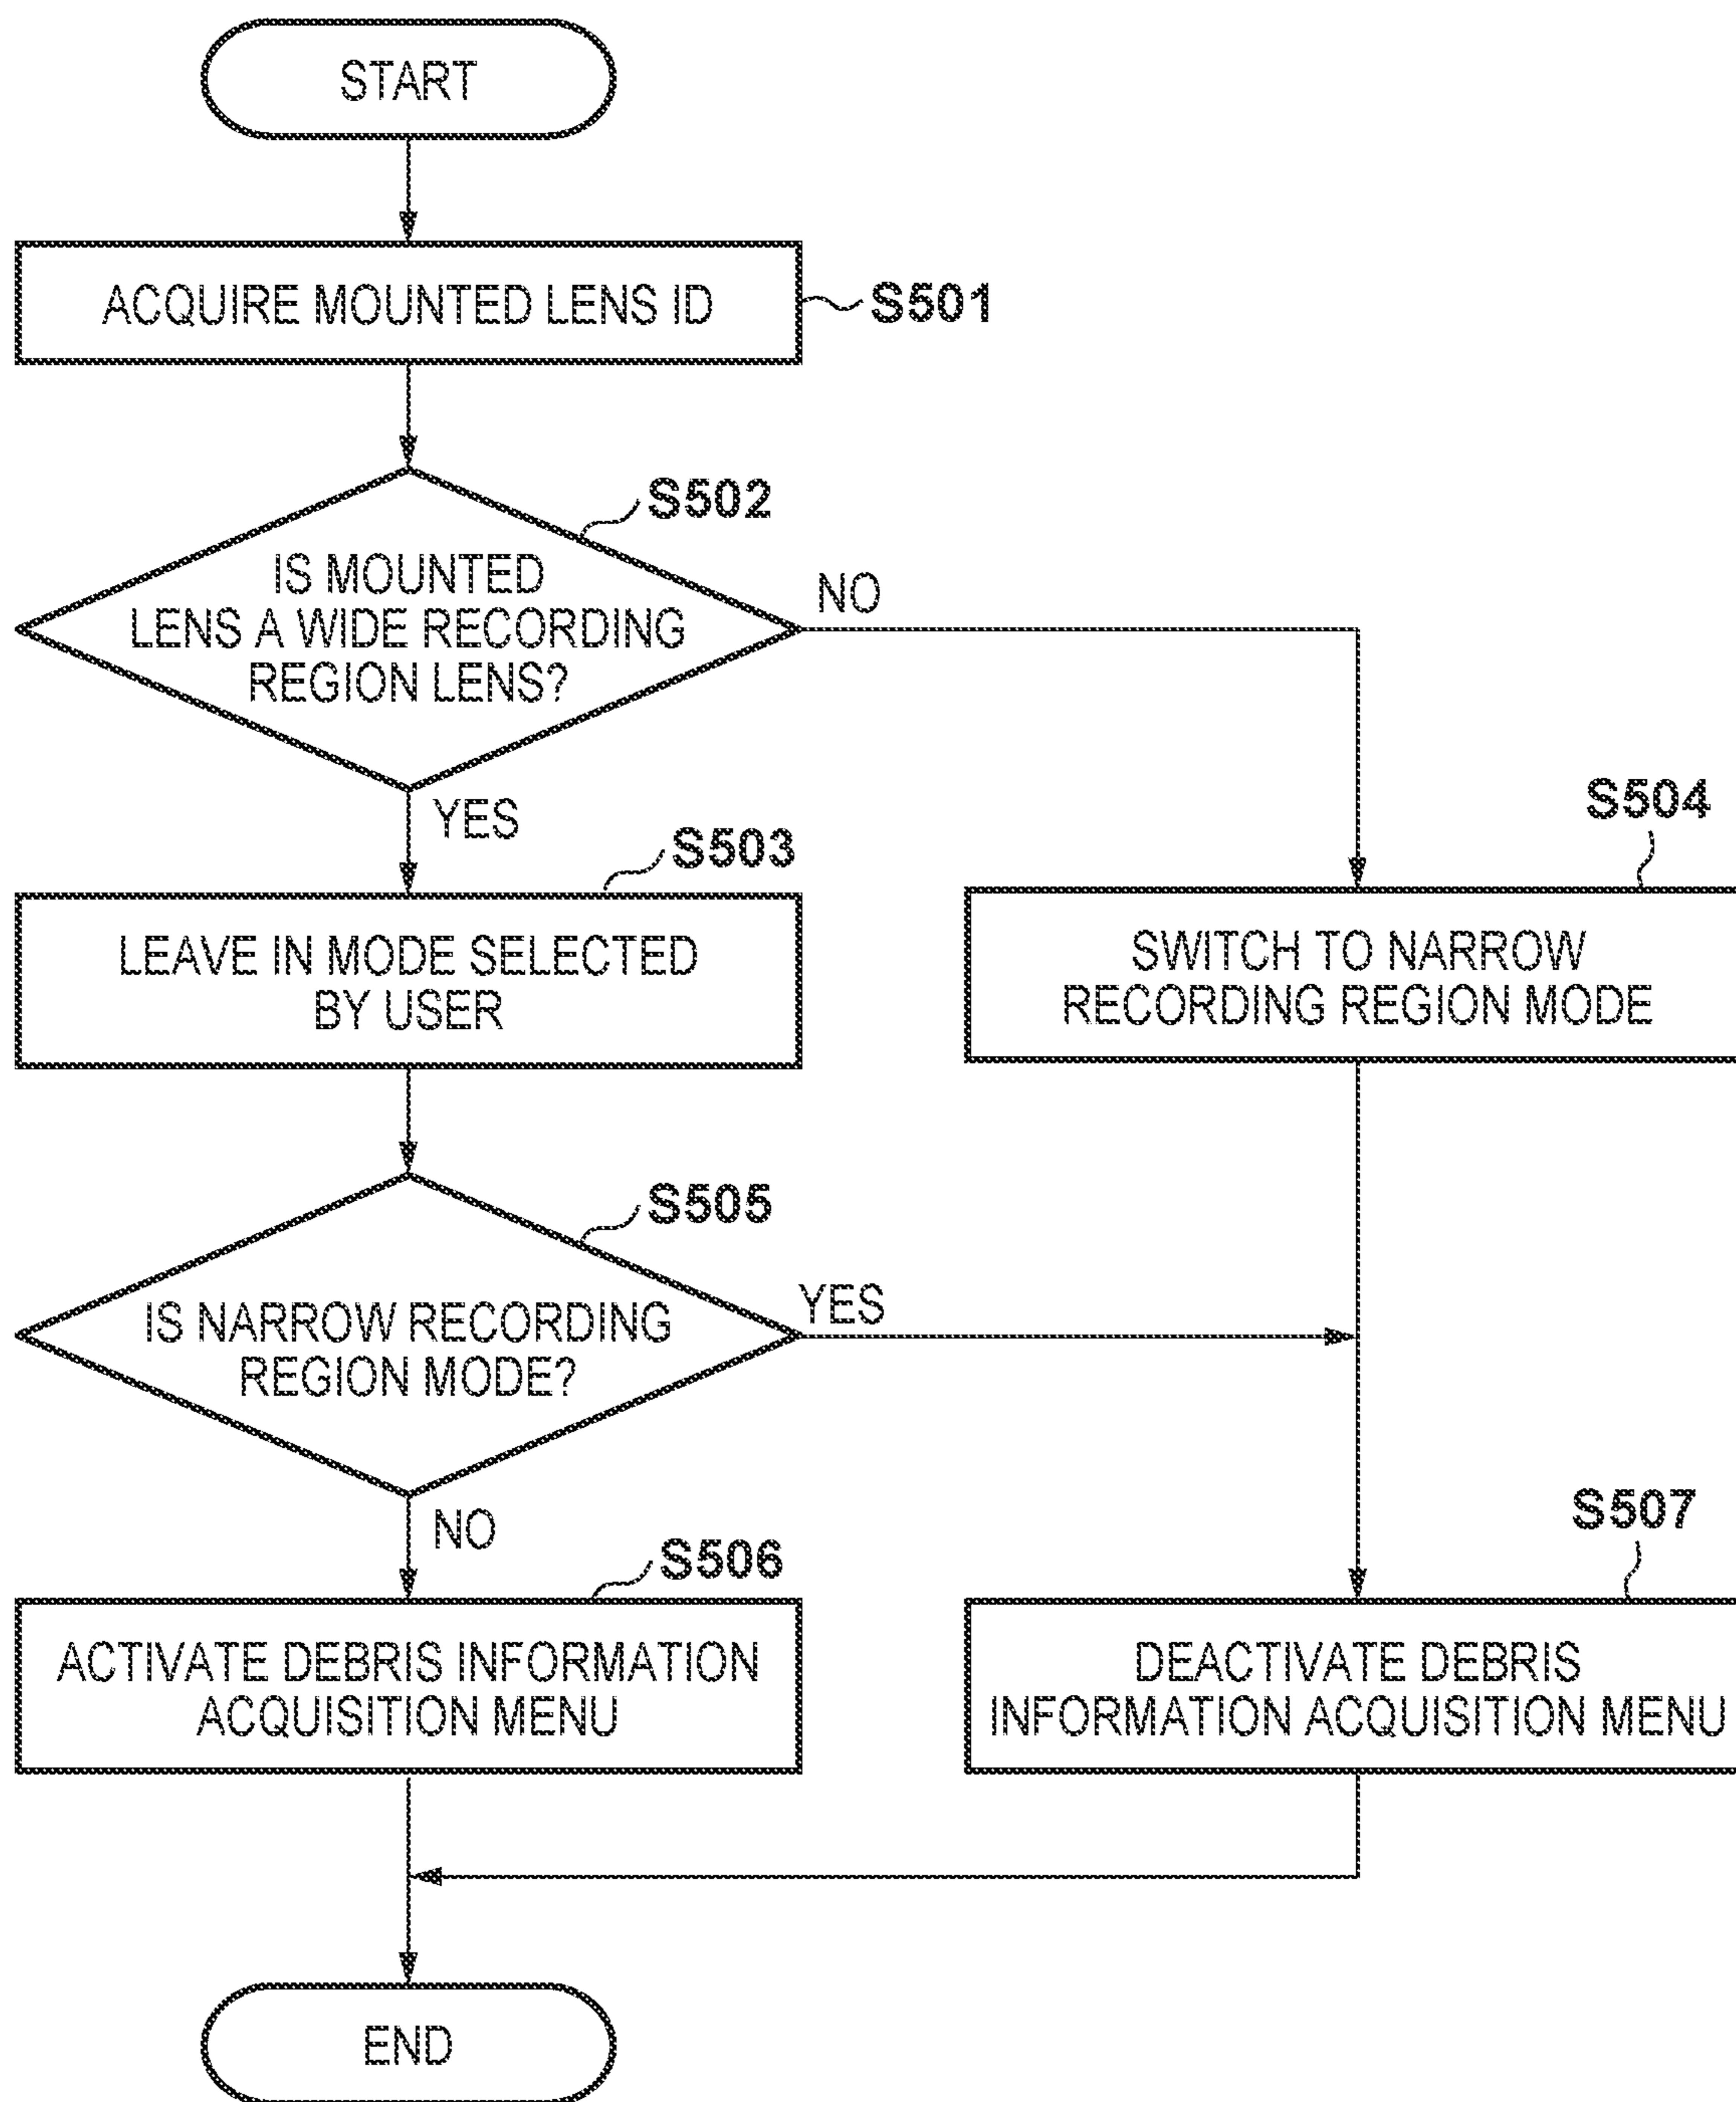 START
ACQUIRE MOUNTED LENS ID
S501
S502
IS MOUNTED
LENS A WIDE RECORDING
REGION LENS?
NO
YES
S503
LEAVE IN MODE SELECTED
BY USER
S504
SWITCH TO NARROW
RECORDING REGION MODE
S505
IS NARROW RECORDING
REGION MODE?
YES
NO
S506
ACTIVATE DEBRIS INFORMATION
ACQUISITION MENU
S507
DEACTIVATE DEBRIS
INFORMATION ACQUISITION MENU
END